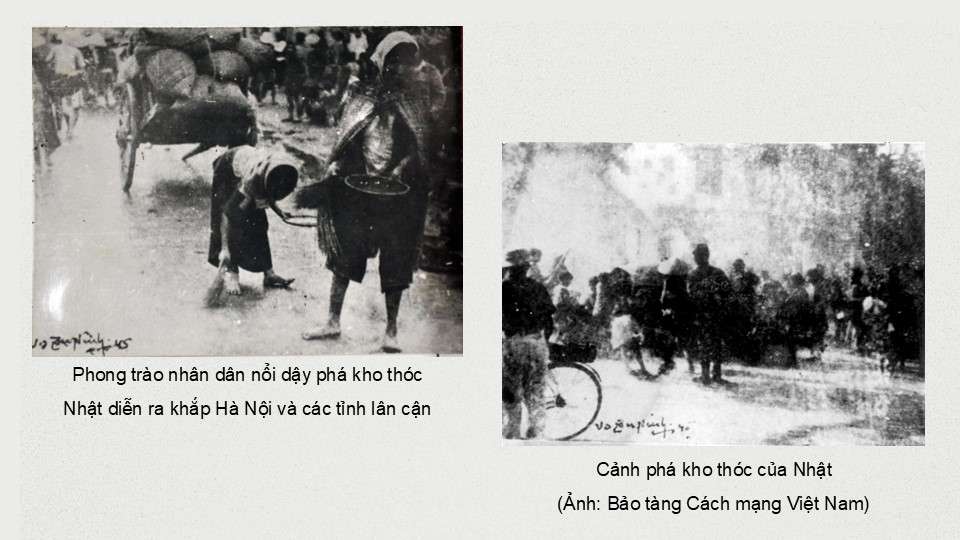 Phong trào nhân dân nổi dậy phá kho thóc
Nhật diễn ra khắp Hà Nội và các tỉnh lân cận
Cảnh phá kho thóc của Nhật
(Ảnh: Bảo tàng Cách mạng Việt Nam)